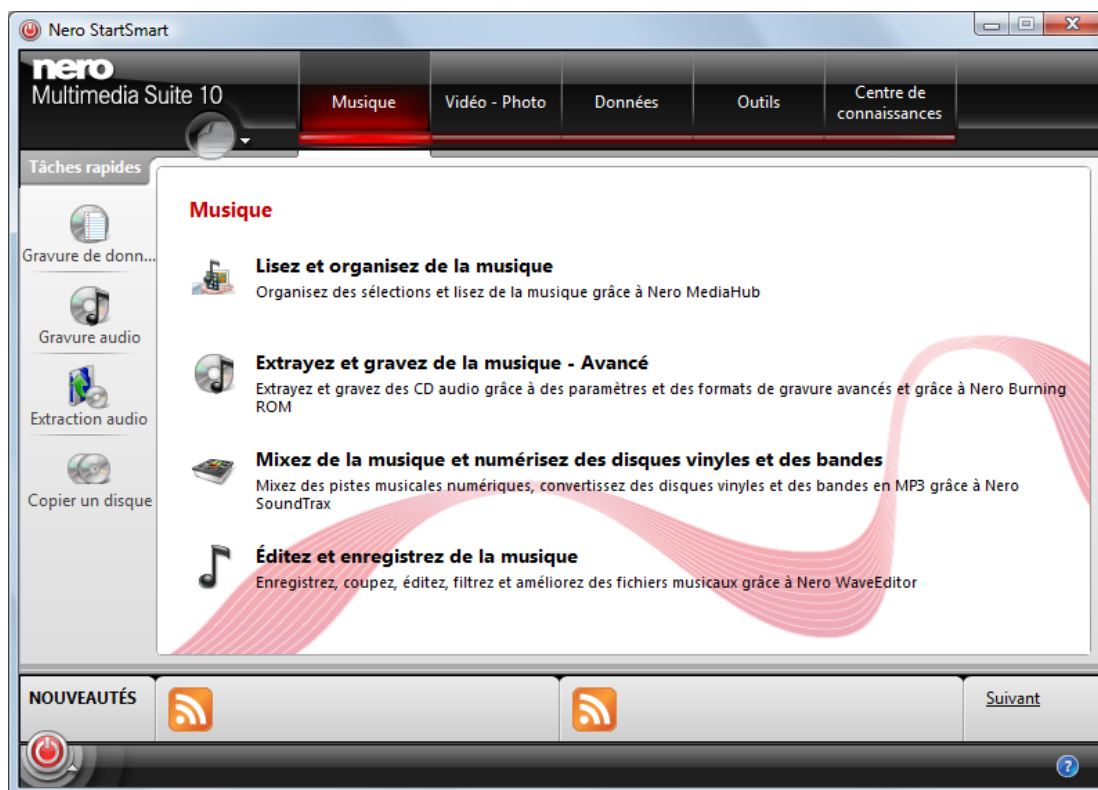 Nero StartSmart
nero
Multimedia Suite 10
Musique
Vidéo - Photo
Données
Outils
Centre de
connaissances
Tâches rapides
Gravure de donn...
Gravure audio
Extraction audio
Copier un disque
Musique
Lisez et organisez de la musique
Organisez des sélections et lisez de la musique grâce à Nero MediaHub
Extrayez et gravez de la musique - Avancé
Extrayez et gravez des CD audio grâce à des paramètres et des formats de gravure avancés et grâce à Nero Burning
ROM
Mixez de la musique et numérisez des disques vinyles et des bandes
Mixez des pistes musicales numériques, convertissez des disques vinyles et des bandes en MP3 grâce à Nero
SoundTrax
Éditez et enregistrez de la musique
Enregistrez, coupez, éditez, filtrez et améliorez des fichiers musicaux grâce à Nero WaveEditor
NOUVEAUTÉS
Suivant
?